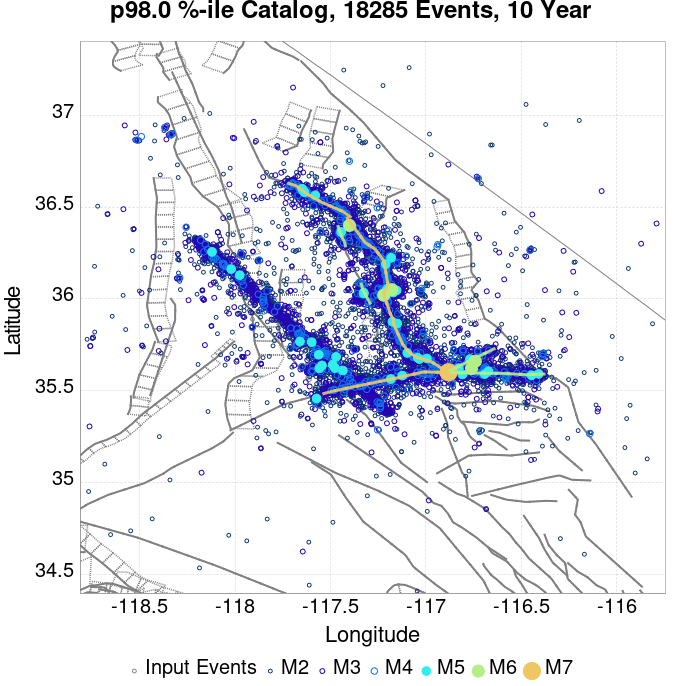 p98.0 %-ile Catalog, 18285 Events, 10 Year
37
36.5
36
35.5
35
34.5
Latitude
-118.5 -118 -117.5 -117 -116.5 -116
Longitude
Input Events M2 M3 M4 M5 M6 M7